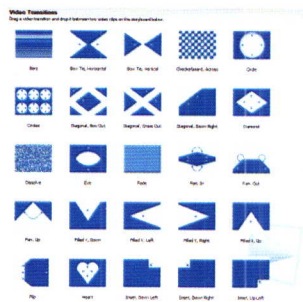 Video Transitions
Drag a video transition and drop it between two video clips on the storyboard below.
Bars
Bow Tie, Horizontal
Bow Tie, Vertical
Checkerboard, Across
Circle
Circles
Diagonal, Box Out
Diagonal, Cross Out
Diagonal, Down Right
Diamond
Dissolve
Eye
Fade
Fan, In
Fan, Out
Fan, Up
Filled V, Down
Filled V, Left
Filled V, Right
Filled V, Up
Flip
Heart
Inset, Down Left
Inset, Down Right
Inset, Up Left